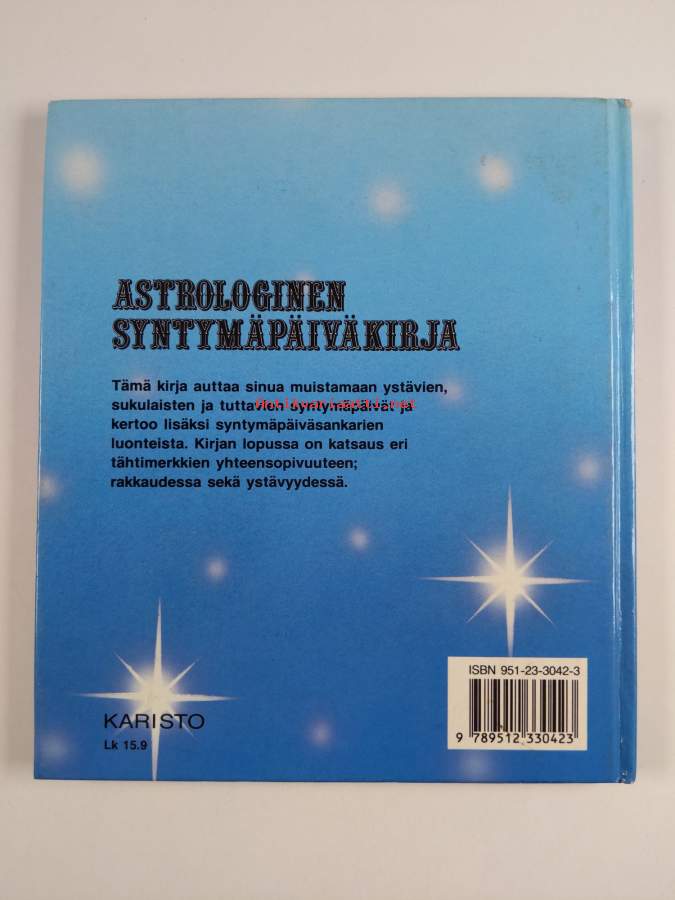 ASTROLOGINEN
SYNTYMÄPÄIVÄKIRJA
Tämä kirja auttaa sinua muistamaan ystävien,
sukulaisten ja tuttavien syntymäpäivät ja
Antikvariaatti.net
kertoo lisäksi syntymäpäiväsankarien
luonteista. Kirjan lopussa on katsaus eri
tähtimerkkien yhteensopivuuteen;
rakkaudessa sekä ystävyydessä.
ISBN 951-23-3042-3
9 789512 330423
KARISTO
Lk 15.9